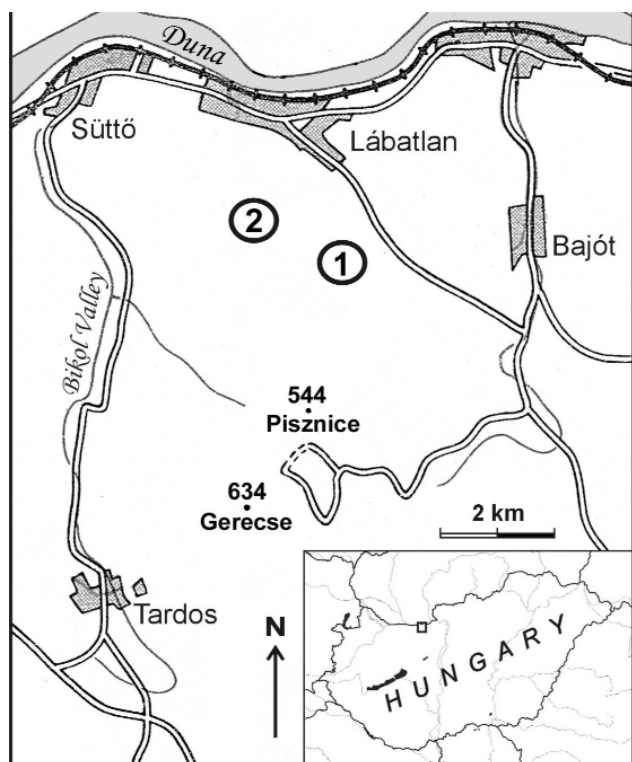 Duna
Süttő
Lábatlan
2
1
Bajót
Bikol Valley
544
Pisznice
634
Gerecse
2 km
Tardos
N
HUNGARY